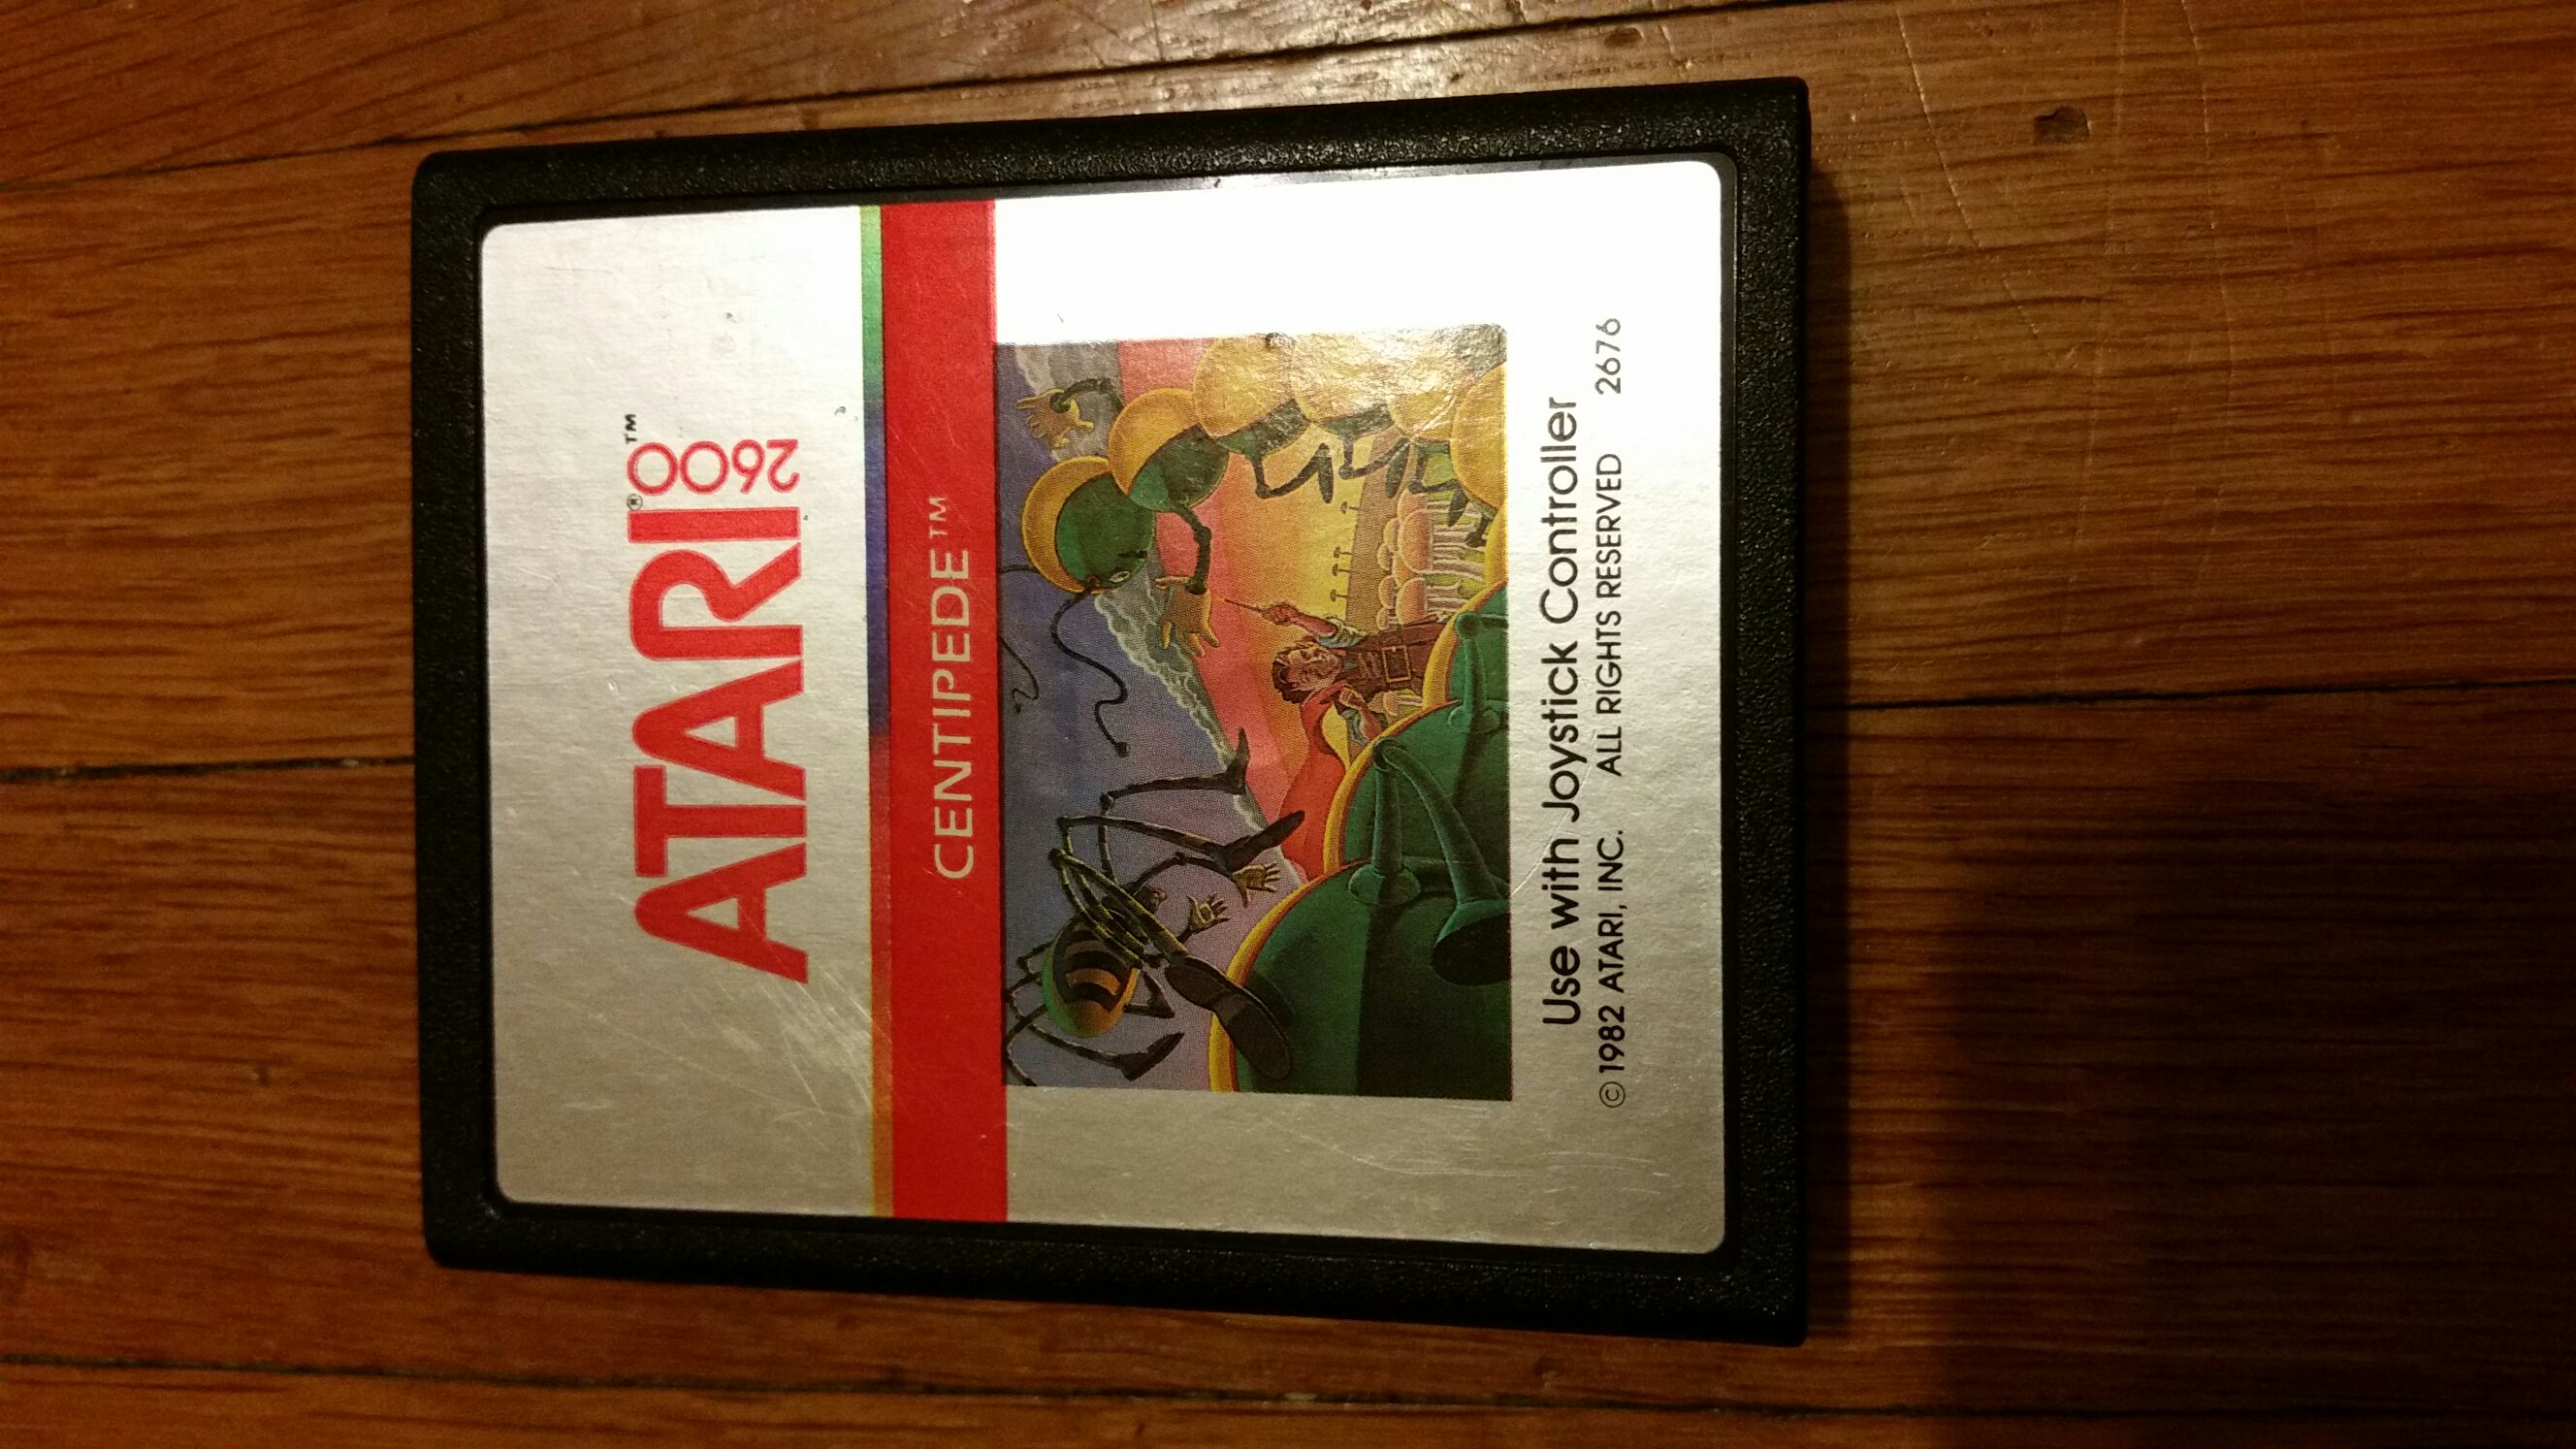 ATARI® 2600™
CENTIPEDE™
Use with Joystick Controller
© 1982 ATARI, INC. ALL RIGHTS RESERVED 2676